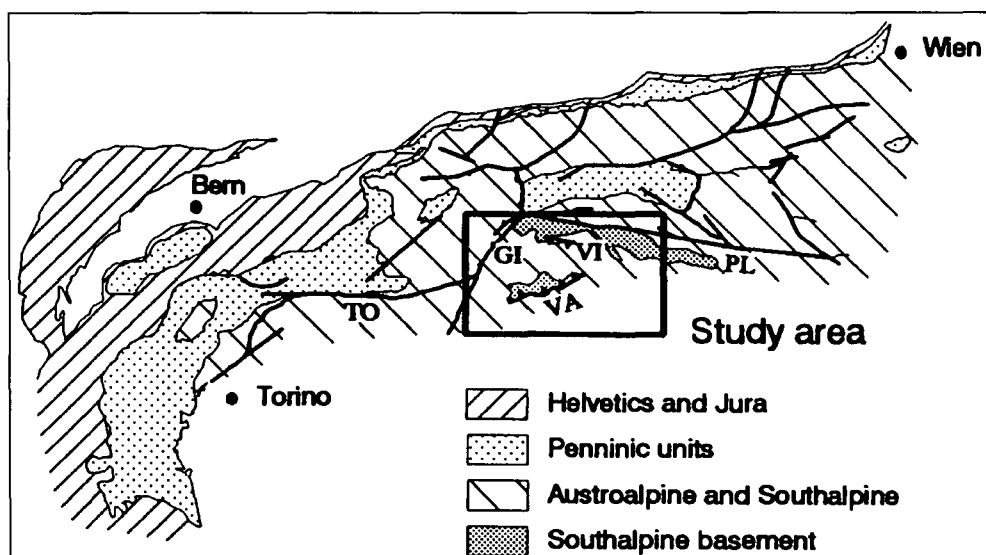 Wien
Bern
GI
VI
PL
VA
TO
Study area
Torino
Helvetics and Jura
Penninic units
Austroalpine and Southalpine
Southalpine basement